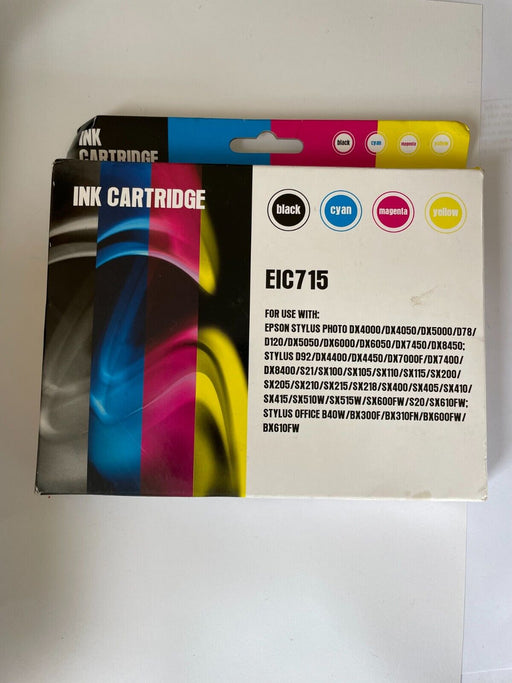 INK
CARTRIDGE
black
cyan
magenta
yellow
INK CARTRIDGE
black
cyan
magenta
yellow
EIC715
FOR USE WITH:
EPSON STYLUS PHOTO DX4000/DX4050/DX5000/D78/
D120/DX5050/DX6000/DX6050/DX7450/DX8450;
STYLUS D92/DX4400/DX4450/DX7000F/DX7400/
DX8400/S21/SX100/SX105/SX110/SX115/SX200/
SX205/SX210/SX215/SX218/SX400/SX405/SX410/
SX415/SX510W/SX515W/SX600FW/S20/SX610FW;
STYLUS OFFICE B40W/BX300F/BX310FN/BX600FW/
BX610FW